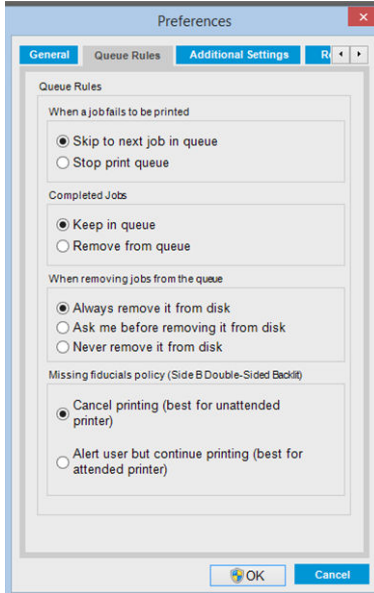 Preferences
General
Queue Rules
Additional Settings
Queue Rules
When a job fails to be printed
Skip to next job in queue
Stop print queue
Completed Jobs
Keep in queue
Remove from queue
When removing jobs from the queue
Always remove it from disk
Ask me before removing it from disk
Never remove it from disk
Missing fiducials policy (Side B Double-Sided Backlit)
Cancel printing (best for unattended
printer)
Alert user but continue printing (best for
attended printer)
OK
Cancel